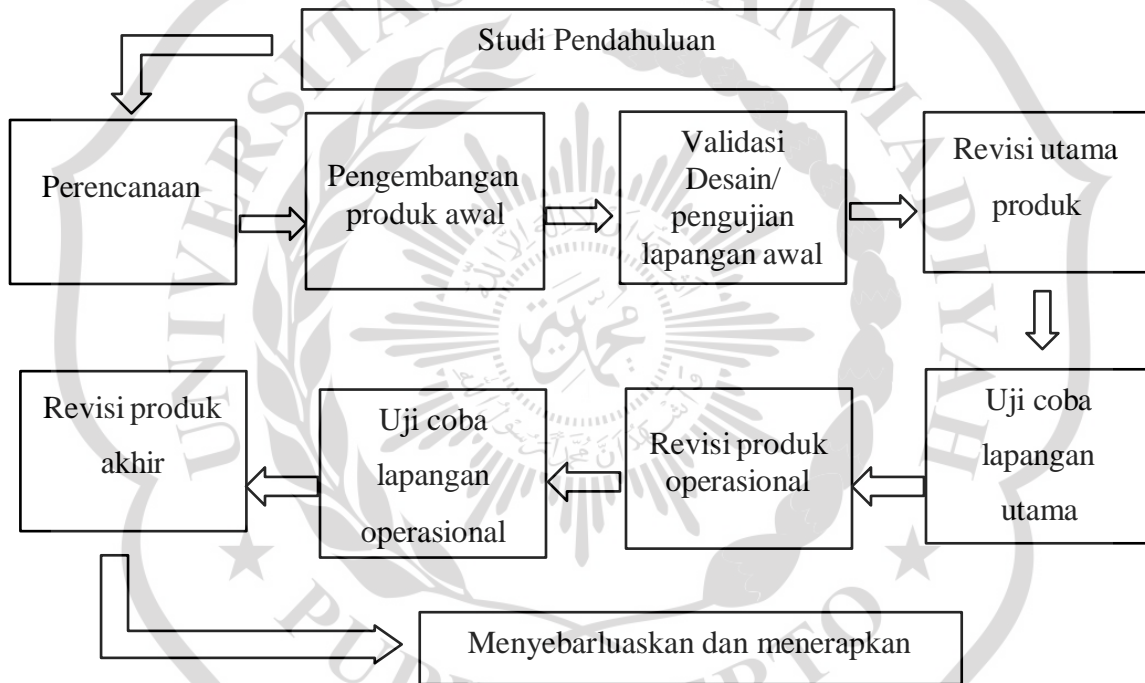 Studi Pendahuluan
Perencanaan
Pengembangan
produk awal
Validasi
Desain/
pengujian
lapangan awal
Revisi utama
produk
Uji coba
lapangan
utama
Revisi produk
operasional
Uji coba
lapangan
operasional
Revisi produk
akhir
Menyebarluaskan dan menerapkan